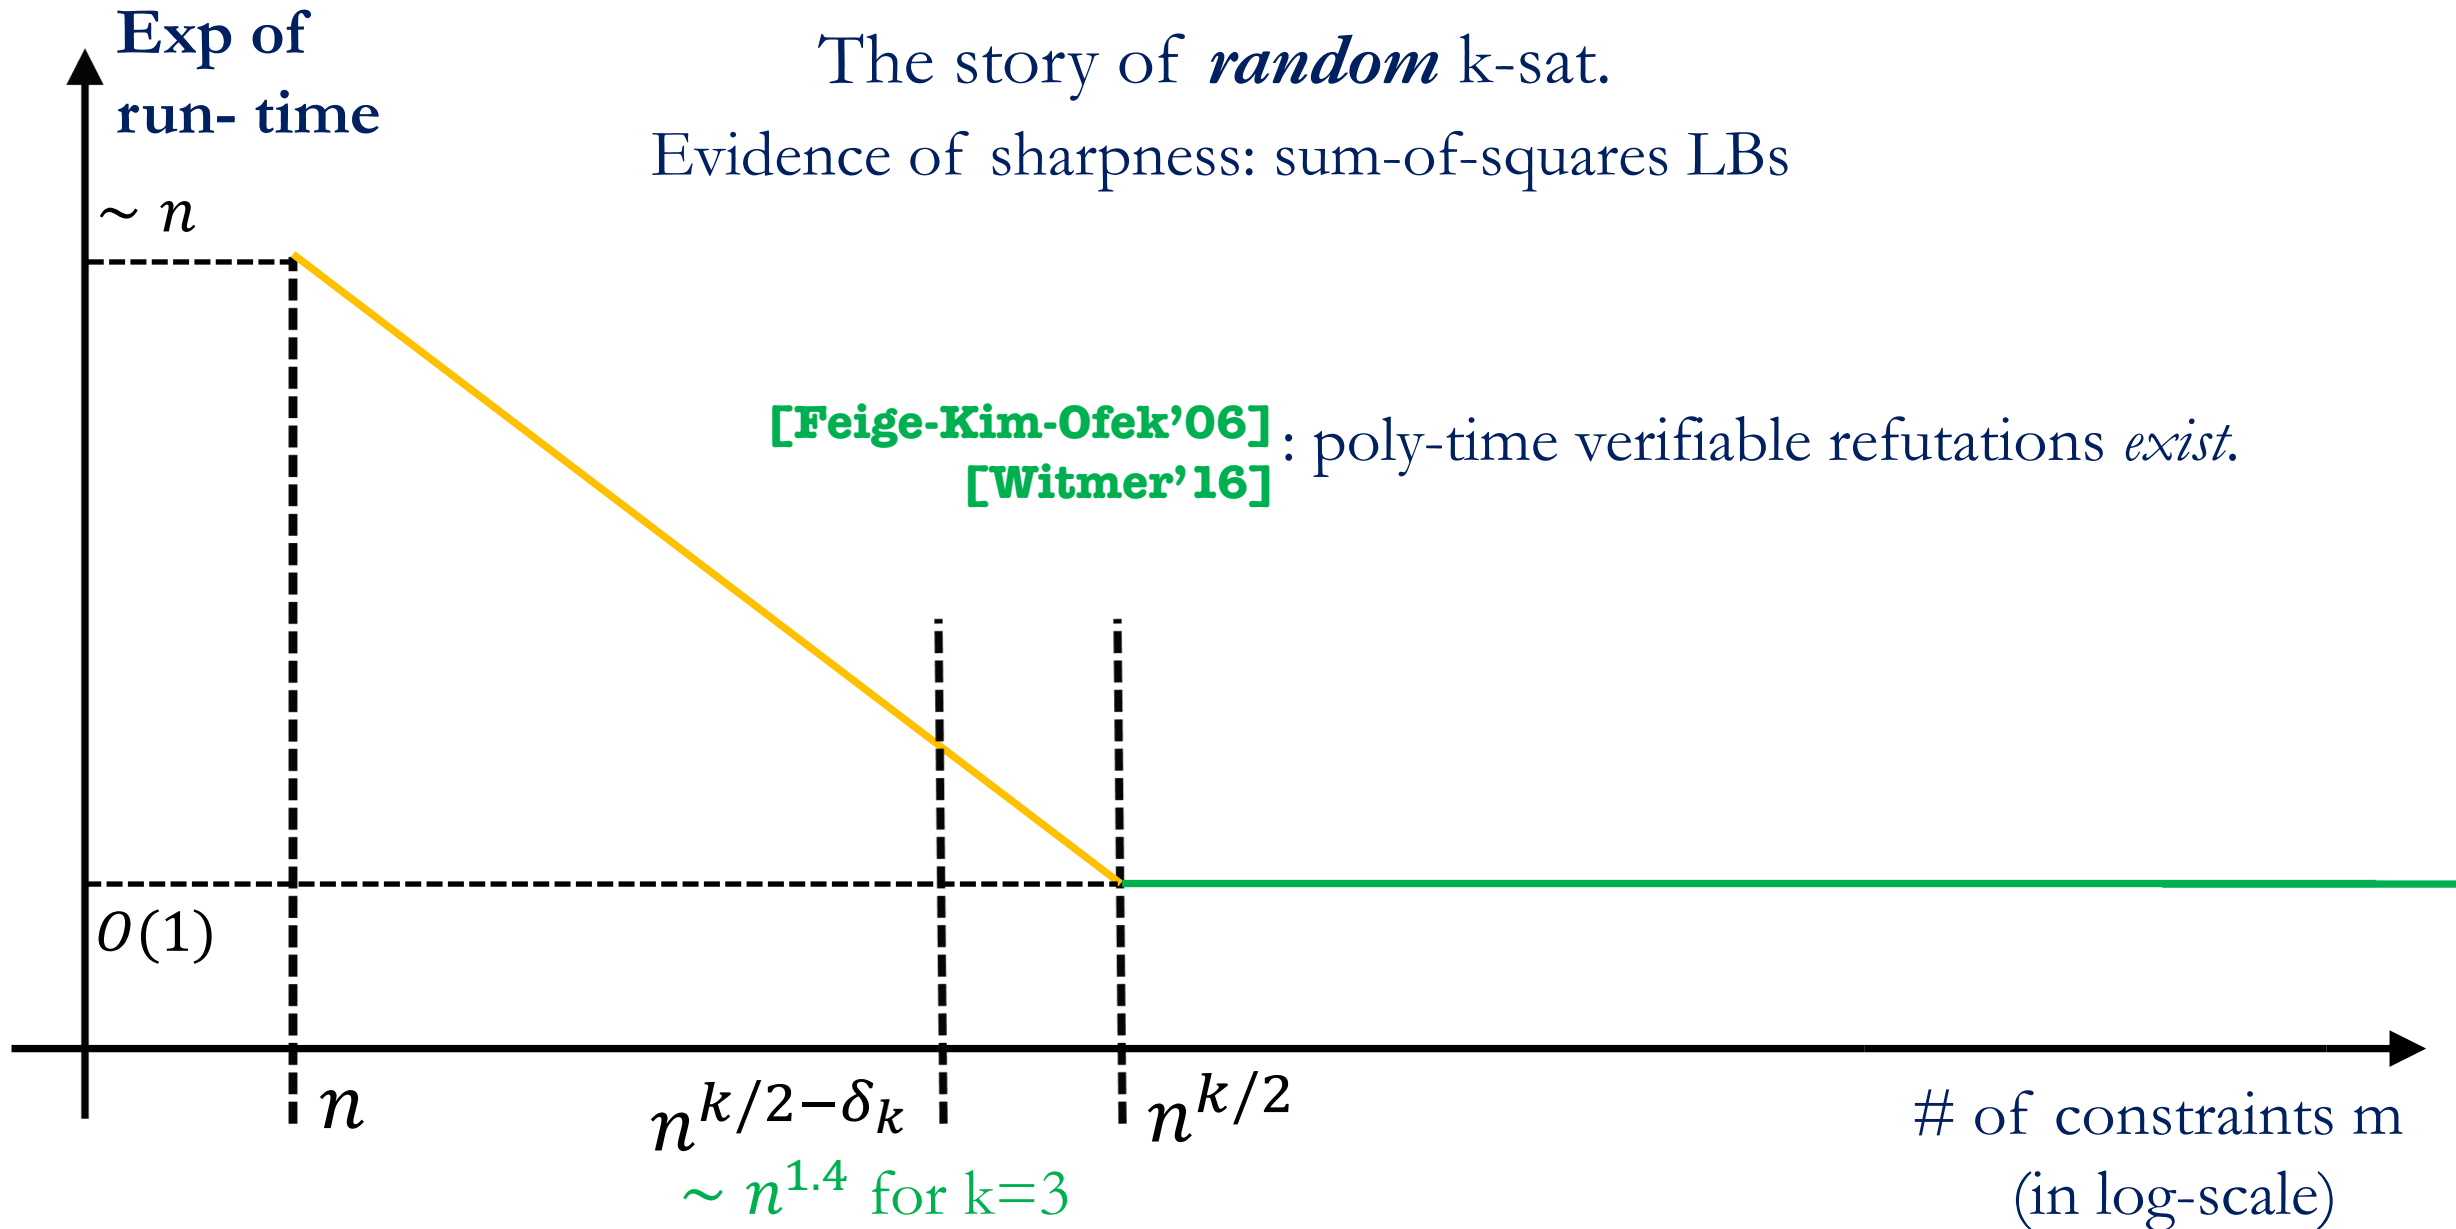 Exp of
run- time
The story of random k-sat.
Evidence of sharpness: sum-of-squares LBs
~ n
[Feige-Kim-Ofek’06]
[Witmer’16]
: poly-time verifiable refutations exist.
O(1)
n
n^{k/2−δ_k}
n^{k/2}
~ n^{1.4} for k=3
# of constraints m
(in log-scale)